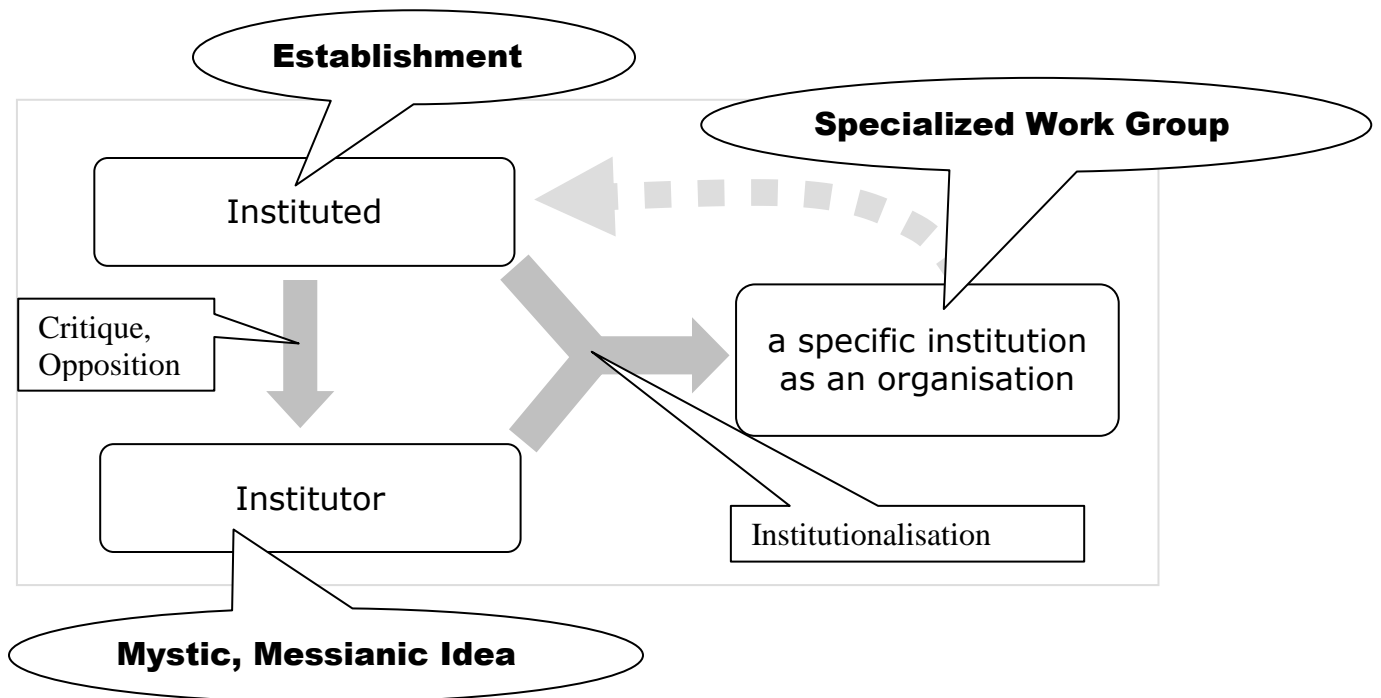 Establishment
Specialized Work Group
Instituted
Critique,
Opposition
a specific institution
as an organisation
Institutor
Institutionalisation
Mystic, Messianic Idea